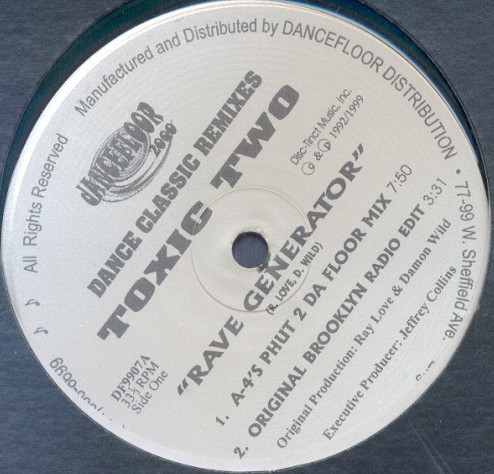 All Rights Reserved
Manufactured and Distributed by DANCEFLOOR DISTRIBUTION • 77-99 W. Sheffield Ave.
DANCEFLOOR
2000
DANCE CLASSIC REMIXES
TOXIC TWO
Disc-Tinct Music, Inc.
© & ℗ 1992/1999
"RAVE GENERATOR"
(R. LOVE, D. WILD)
1. A-4'S PHUT 2 DA FLOOR MIX 7:50
2. ORIGINAL BROOKLYN RADIO EDIT 3:31
Original Production: Ray Love & Damon Wild
Executive Producer: Jeffrey Collins
DF9907A
33⅓ RPM
Side One